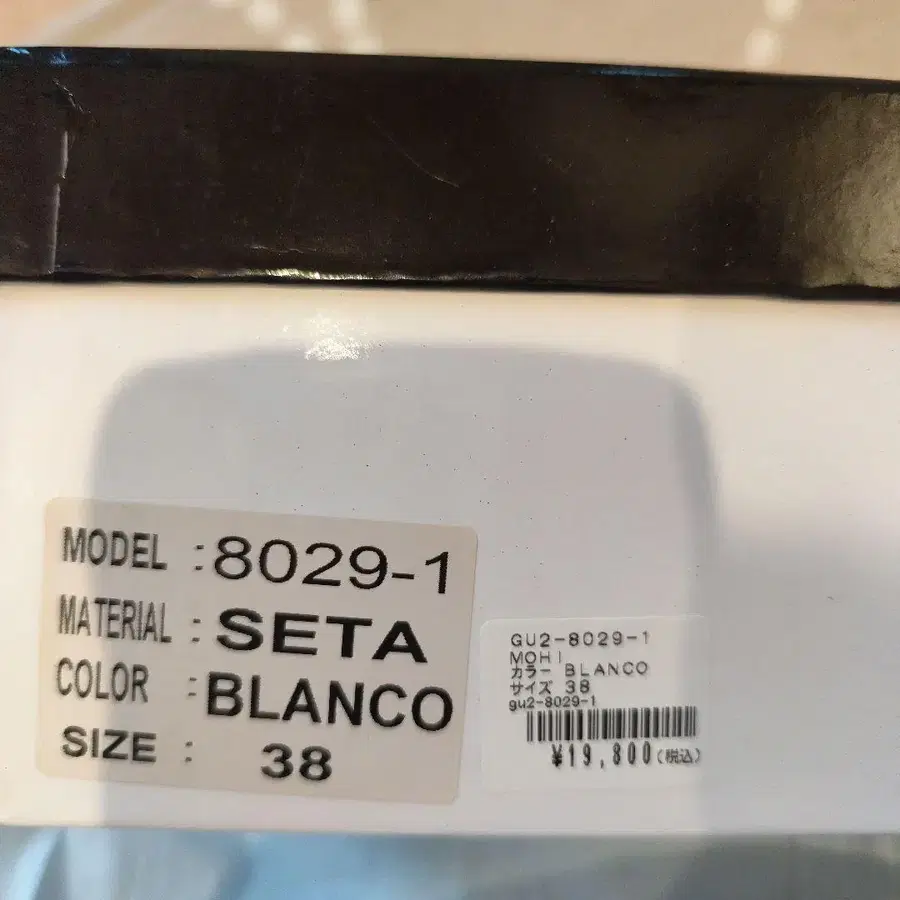 MODEL :8029-1
MATERIAL : SETA
COLOR :BLANCO
SIZE : 38
GU2-8029-1
MOHI
カラー BLANCO
サイズ 38
gu2-8029-1
¥19,800(税込)